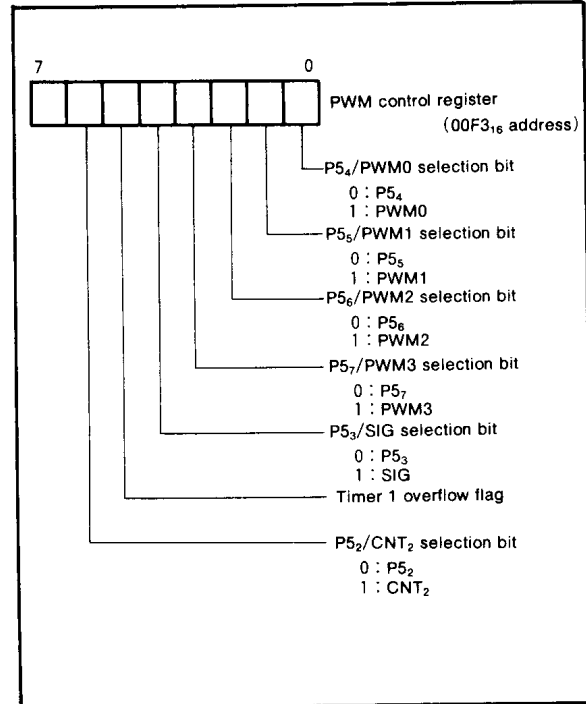 7 0
PWM control register
(00F3₁₆ address)
P5₄/PWM0 selection bit
0 : P5₄
1 : PWM0
P5₅/PWM1 selection bit
0 : P5₅
1 : PWM1
P5₆/PWM2 selection bit
0 : P5₆
1 : PWM2
P5₇/PWM3 selection bit
0 : P5₇
1 : PWM3
P5₃/SIG selection bit
0 : P5₃
1 : SIG
Timer 1 overflow flag
P5₂/CNT₂ selection bit
0 : P5₂
1 : CNT₂